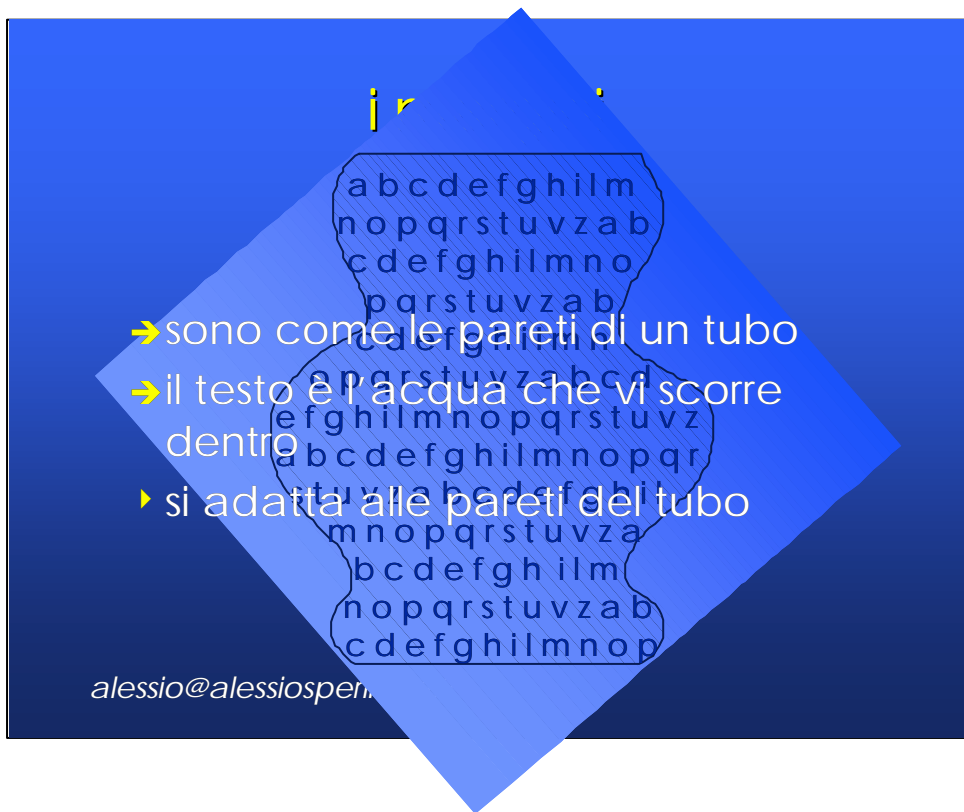 i
a b c d e f g h i l m
n o p q r s t u v z a b
c d e f g h i l m n o
p q r s t u v z a b
c d e f g h i l m n
o p q r s t u v z a b c d
e f g h i l m n o p q r s t u v z
a b c d e f g h i l m n o p q r
s t u v z a b c d e f g h i l
m n o p q r s t u v z a
b c d e f g h i l m
n o p q r s t u v z a b
c d e f g h i l m n o p
sono come le pareti di un tubo
il testo è l'acqua che vi scorre
dentro
si adatta alle pareti del tubo